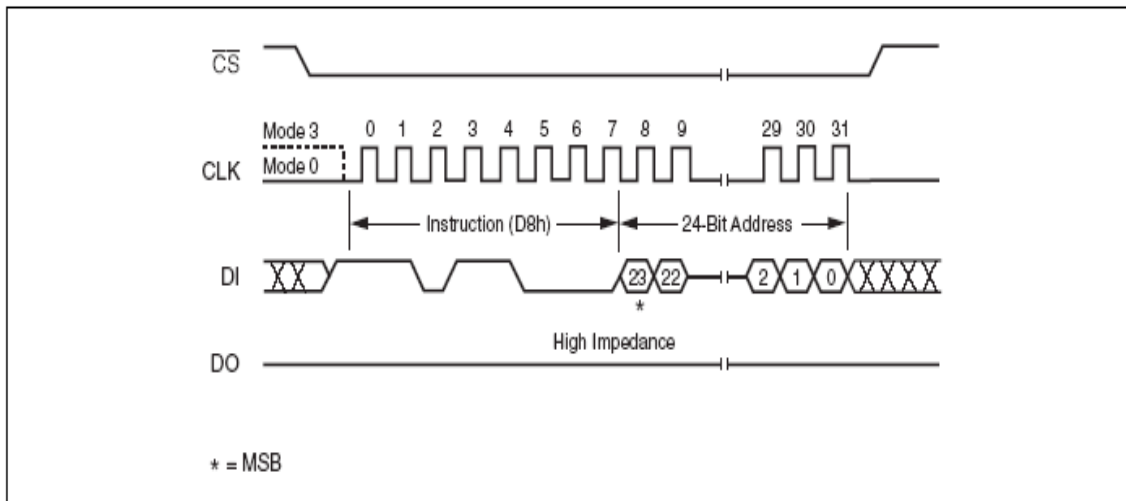 CS
Mode 3 0 1 2 3 4 5 6 7 8 9 29 30 31
CLK Mode 0
Instruction (D8h) 24-Bit Address
DI 23 22 2 1 0
*
High Impedance
DO
* = MSB